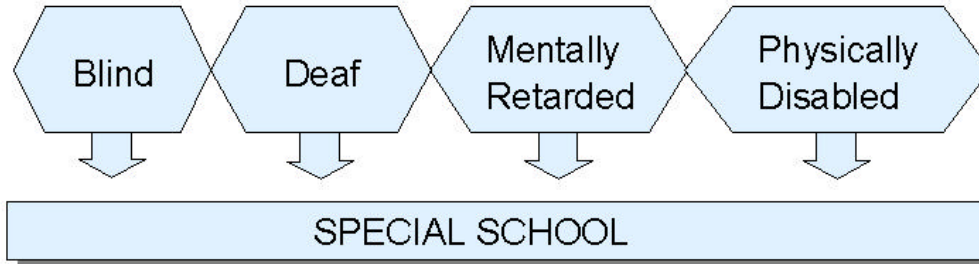 Blind
Deaf
Mentally
Retarded
Physically
Disabled
SPECIAL SCHOOL